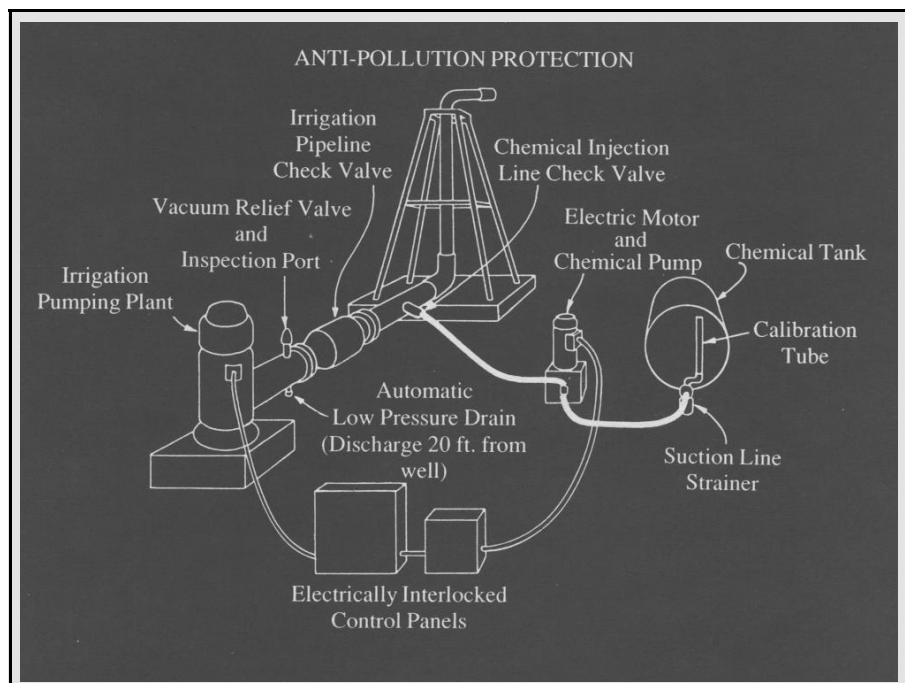 ANTI-POLLUTION PROTECTION
Irrigation
Pipeline
Check Valve
Chemical Injection
Line Check Valve
Vacuum Relief Valve
and
Inspection Port
Electric Motor
and
Chemical Pump
Chemical Tank
Irrigation
Pumping Plant
Calibration
Tube
Automatic
Low Pressure Drain
(Discharge 20 ft. from
well)
Suction Line
Strainer
Electrically Interlocked
Control Panels